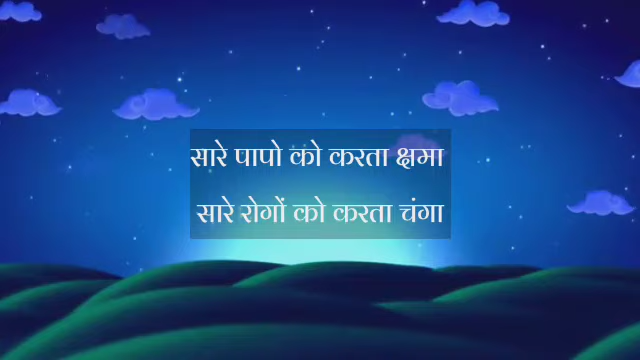 सारे पापो को करता क्षमा
सारे रोगों को करता चंगा